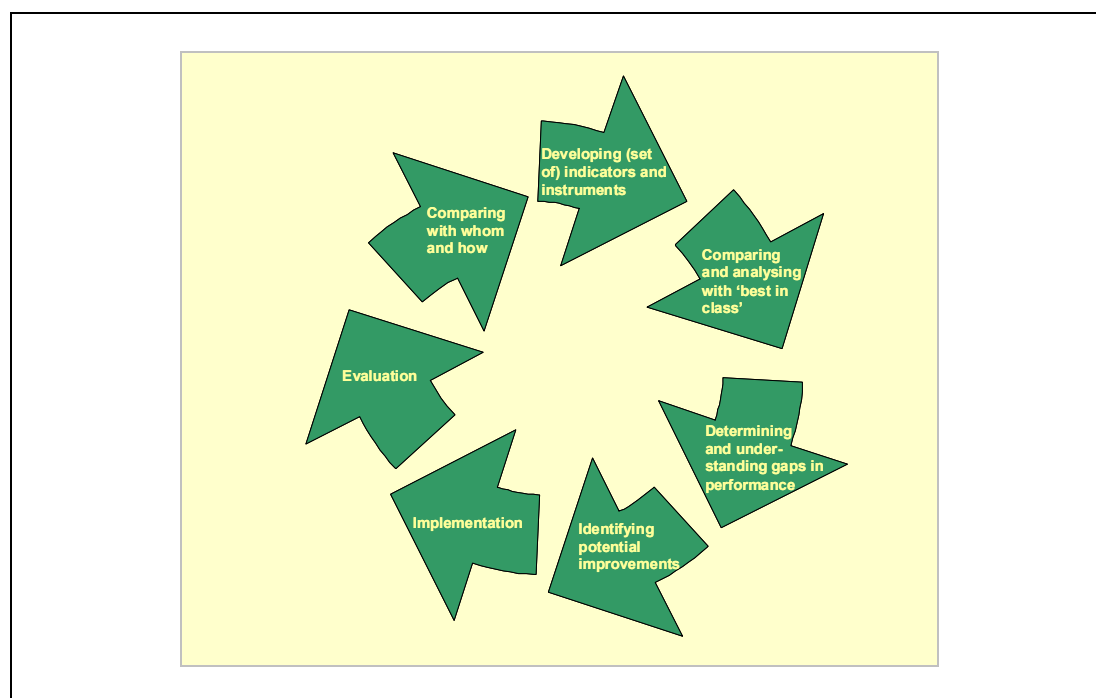 Developing (set
of) indicators and
instruments
Comparing
and analysing
with ‘best in
class’
Determining
and under-
standing gaps in
performance
Identifying
potential
improvements
Implementation
Evaluation
Comparing
with whom
and how